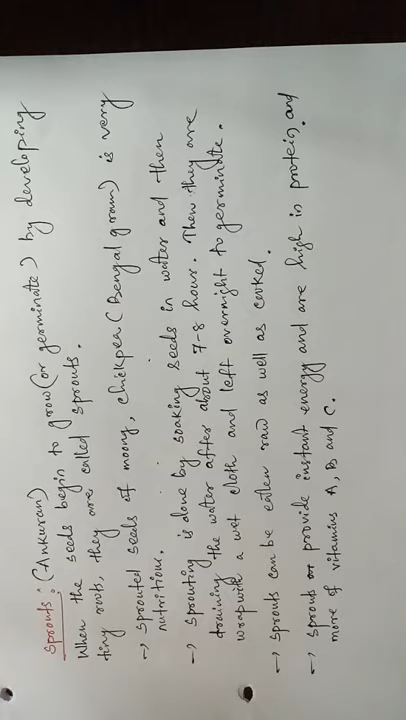 Sprouts: (Ankuran)
When the seeds begin to grow (or germinate) by developing
tiny roots, they are called sprouts.
→ sprouted seeds of moong, chickpea (Bengal gram) is very
nutritious.
→ sprouting is done by soaking seeds in water and then
draining the water after about 7-8 hours. Then they are
wrap with a wet cloth and left overnight to germinate.
→ sprouts can be eaten raw as well as cooked.
→ sprouts provide instant energy and are high in protein, and
more of vitamins A, B and C.